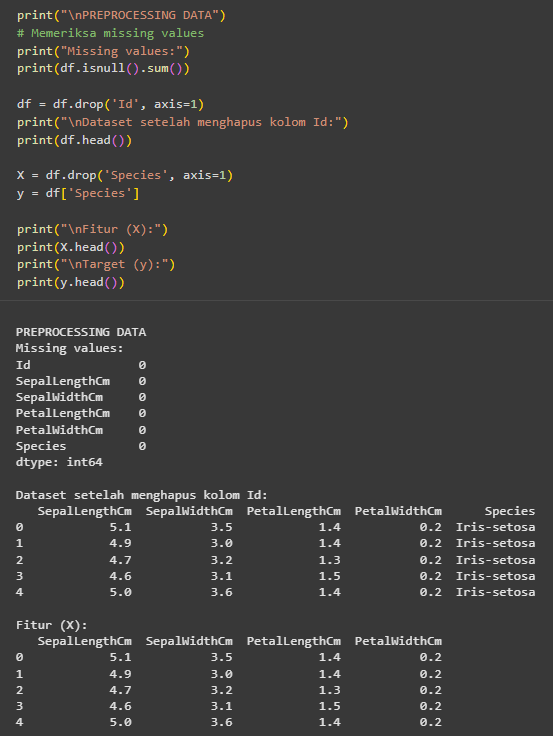 print("\nPREPROCESSING DATA")
# Memeriksa missing values
print("Missing values:")
print(df.isnull().sum())
df = df.drop('Id', axis=1)
print("\nDataset setelah menghapus kolom Id:")
print(df.head())
X = df.drop('Species', axis=1)
y = df['Species']
print("\nFitur (X):")
print(X.head())
print("\nTarget (y):")
print(y.head())
PREPROCESSING DATA
Missing values:
Id 0
SepalLengthCm 0
SepalWidthCm 0
PetalLengthCm 0
PetalWidthCm 0
Species 0
dtype: int64
Dataset setelah menghapus kolom Id:
SepalLengthCm SepalWidthCm PetalLengthCm PetalWidthCm Species
0 5.1 3.5 1.4 0.2 Iris-setosa
1 4.9 3.0 1.4 0.2 Iris-setosa
2 4.7 3.2 1.3 0.2 Iris-setosa
3 4.6 3.1 1.5 0.2 Iris-setosa
4 5.0 3.6 1.4 0.2 Iris-setosa
Fitur (X):
SepalLengthCm SepalWidthCm PetalLengthCm PetalWidthCm
0 5.1 3.5 1.4 0.2
1 4.9 3.0 1.4 0.2
2 4.7 3.2 1.3 0.2
3 4.6 3.1 1.5 0.2
4 5.0 3.6 1.4 0.2